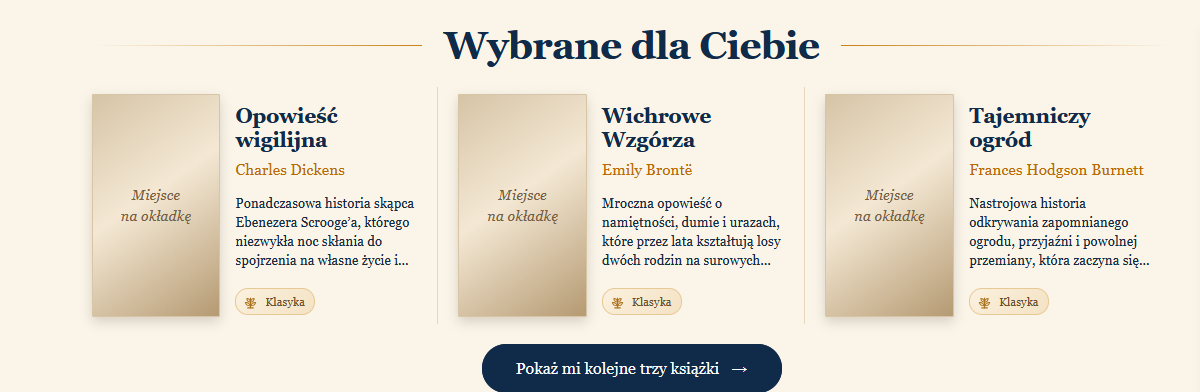 Wybrane dla Ciebie
Miejsce
na okładkę
Opowieść
wigilijna
Charles Dickens
Ponadczasowa historia skąpca
Ebenezera Scrooge’a, którego
niezwykła noc skłania do
spojrzenia na własne życie i...
Klasyka
Miejsce
na okładkę
Wichrowe
Wzgórza
Emily Brontë
Mroczna opowieść o
namiętności, dumie i urazach,
które przez lata kształtują losy
dwóch rodzin na surowych...
Klasyka
Miejsce
na okładkę
Tajemniczy
ogród
Frances Hodgson Burnett
Nastrojowa historia
odkrywania zapomnianego
ogrodu, przyjaźni i powolnej
przemiany, która zaczyna się...
Klasyka
Pokaż mi kolejne trzy książki →